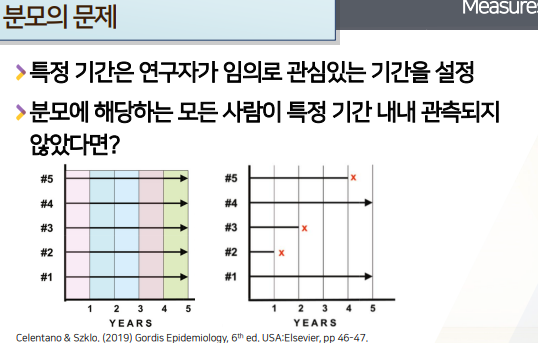 분모의 문제
Measures
특정 기간은 연구자가 임의로 관심있는 기간을 설정
분모에 해당하는 모든 사람이 특정 기간 내내 관측되지
않았다면?
#5
#4
#3
#2
#1
1 2 3 4 5
YEARS
#5 x
#4
#3 x
#2 x
#1
1 2 3 4 5
YEARS
Celentano & Szklo. (2019) Gordis Epidemiology, 6th ed. USA:Elsevier, pp 46-47.